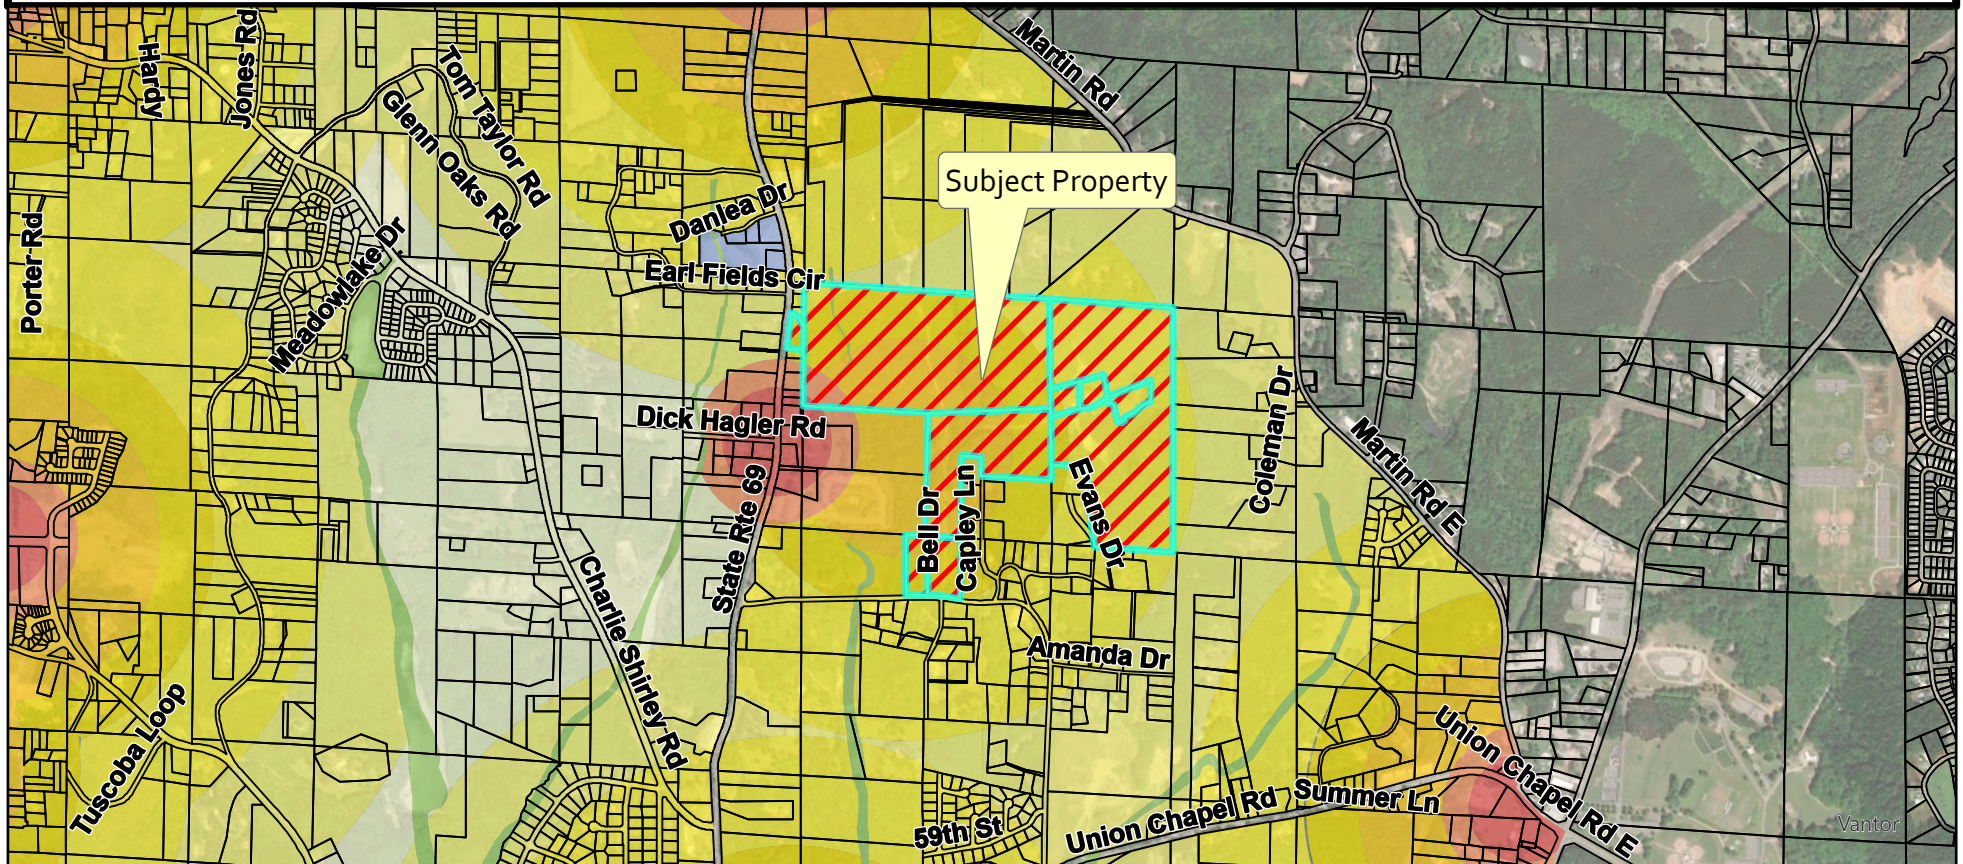 Martin Rd
Hardy
Jones Rd
Tom Taylor Rd
Glenn Oaks Rd
Subject Property
Danlea Dr
Porter Rd
Meadowlake Dr
Earl Fields Cir
Dick Hagler Rd
Coleman Dr
Martin Rd E
State Rte 69
Bell Dr
Capley Ln
Evans Dr
Charlie Shirley Rd
Amanda Dr
Tuscoba Loop
Union Chapel Rd E
Summer Ln
Union Chapel Rd
59th St
Vantor